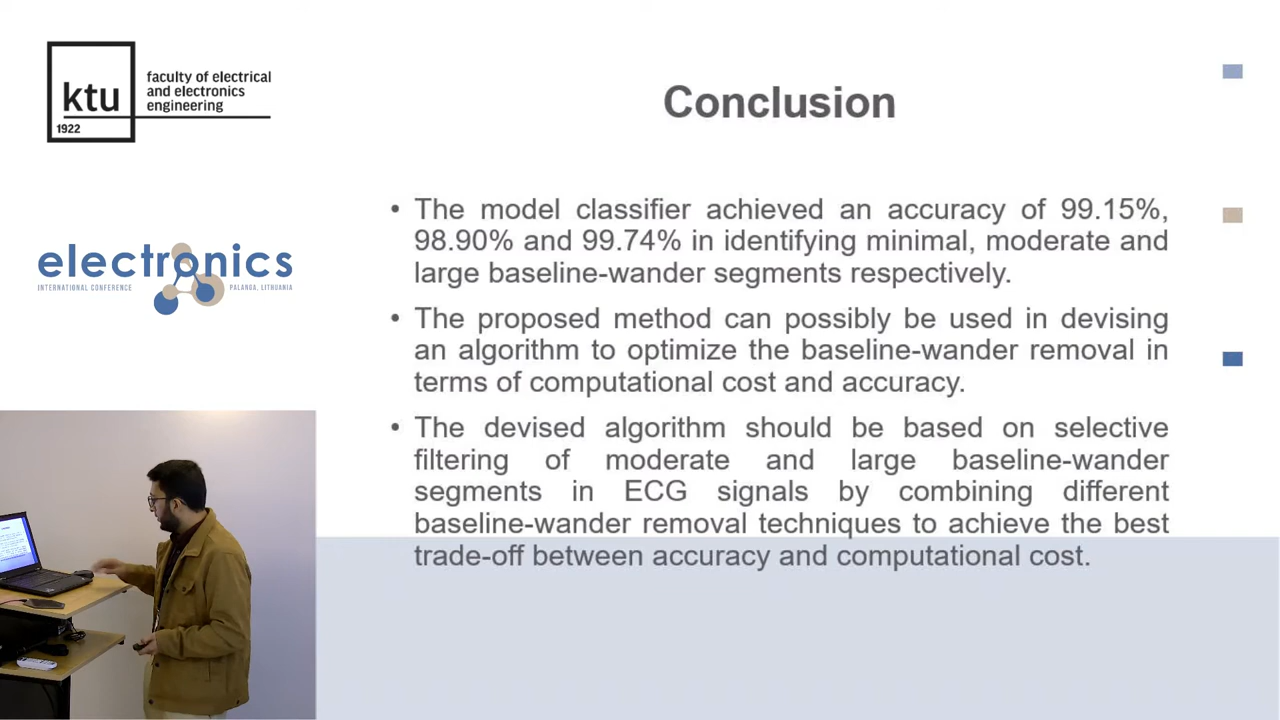 ktu
1922
faculty of electrical
and electronics
engineering
Conclusion
• The model classifier achieved an accuracy of 99.15%,
98.90% and 99.74% in identifying minimal, moderate and
large baseline-wander segments respectively.
electronics
INTERNATIONAL CONFERENCE
PALANGA, LITHUANIA
• The proposed method can possibly be used in devising
an algorithm to optimize the baseline-wander removal in
terms of computational cost and accuracy.
• The devised algorithm should be based on selective
filtering of moderate and large baseline-wander
segments in ECG signals by combining different
baseline-wander removal techniques to achieve the best
trade-off between accuracy and computational cost.